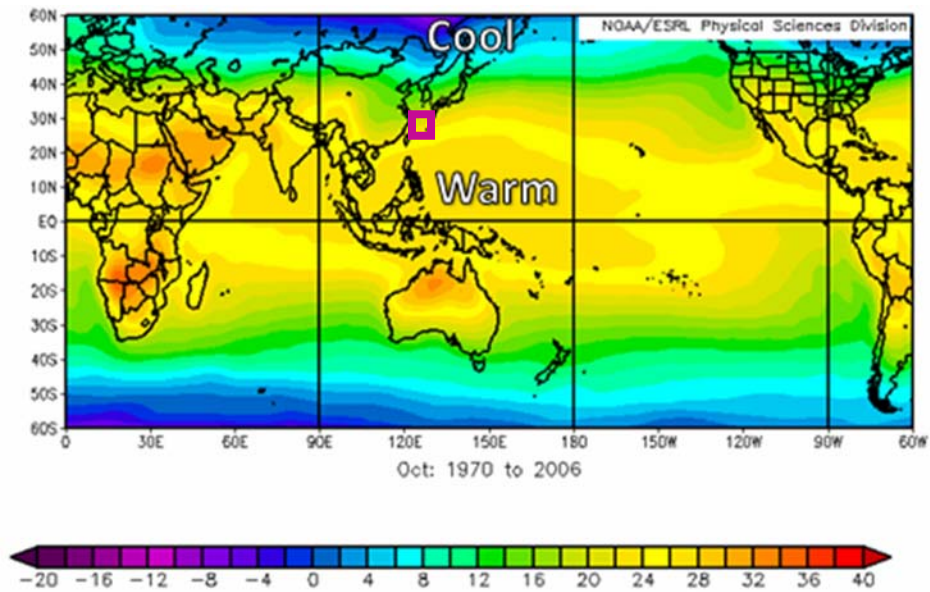 60N
Cool
NOAA/ESRL Physical Sciences Division
50N
40N
30N
20N
10N
Warm
EQ
10S
20S
30S
40S
50S
60S
0 30E 60E 90E 120E 150E 180 150W 120W 90W 60W
Oct: 1970 to 2006
-20 -16 -12 -8 -4 0 4 8 12 16 20 24 28 32 36 40